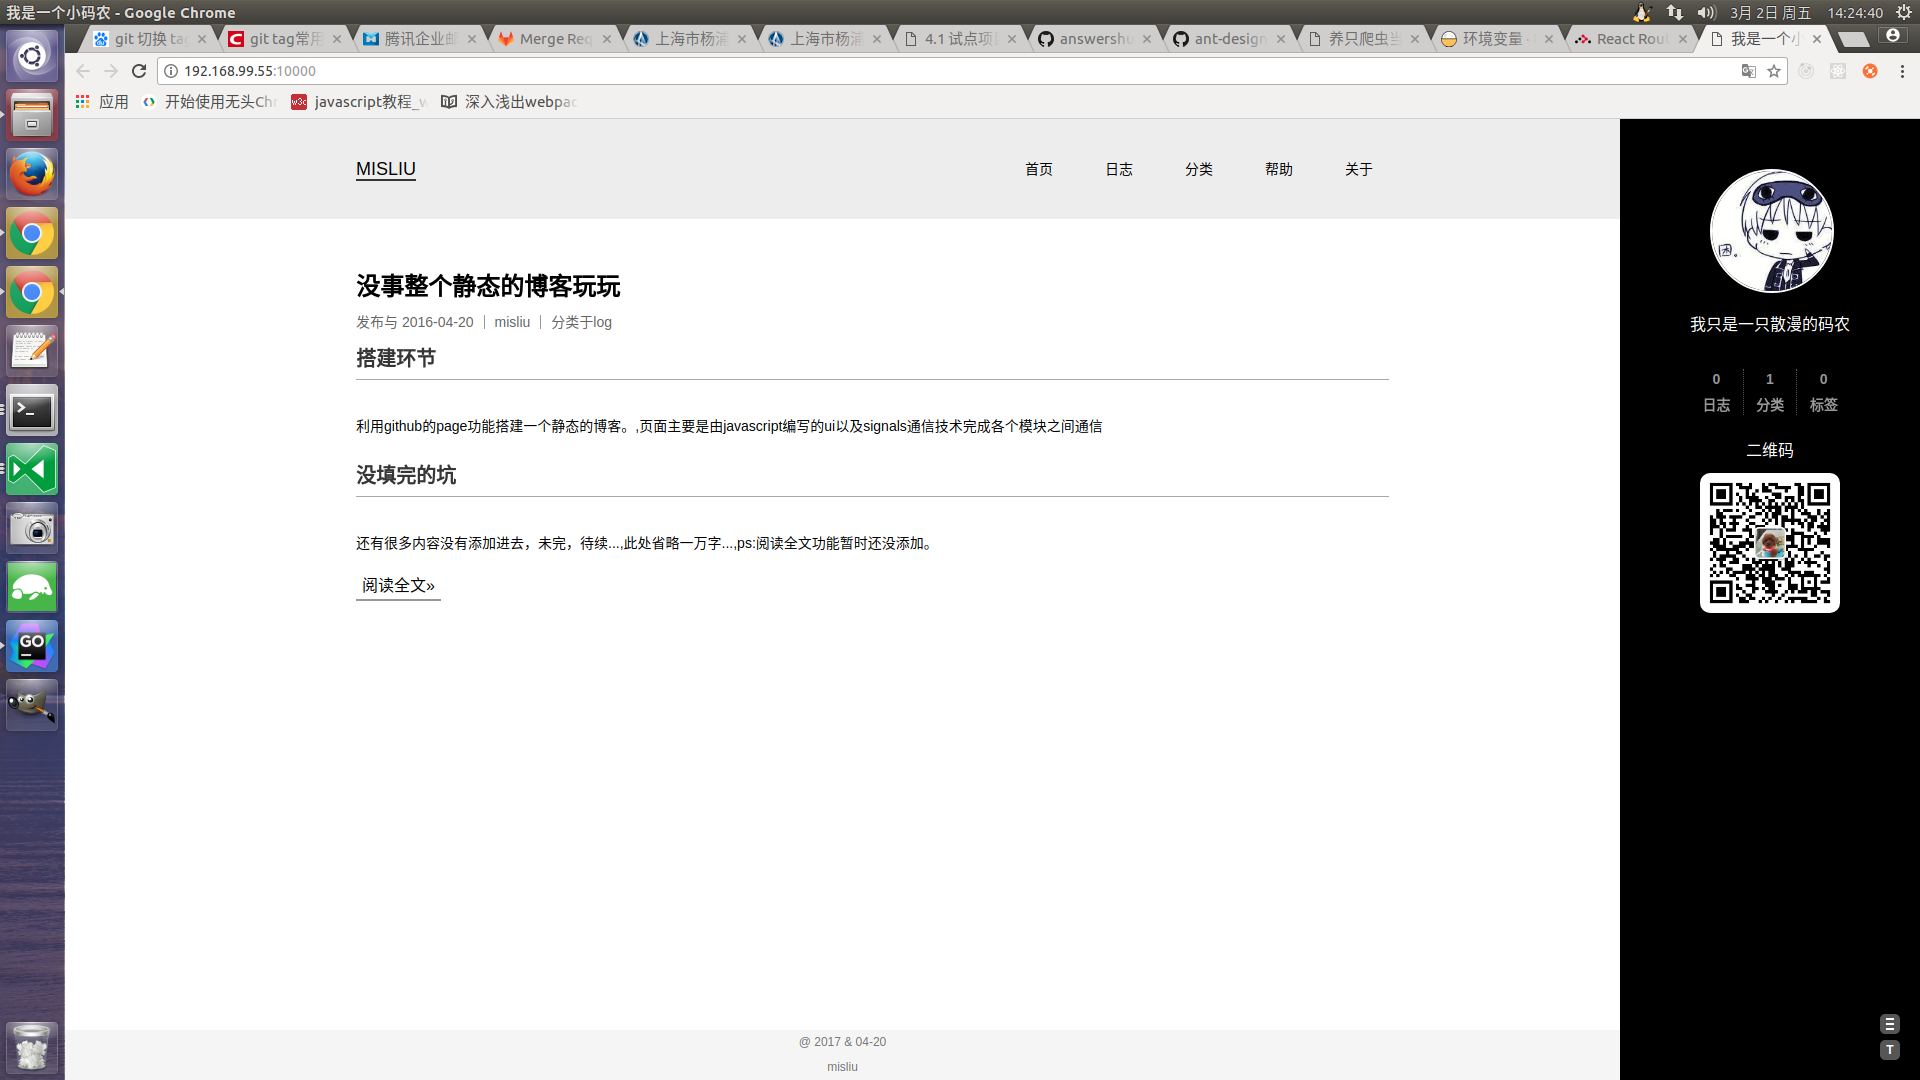 我是一个小码农 - Google Chrome
3月 2日 周五 14:24:40
git 切换 tag
git tag常用
腾讯企业邮
Merge Req
上海市杨浦
上海市杨浦
4.1 试点项
answershu
ant-design
养只爬虫当
环境变量 -
React Rout
我是一个小
192.168.99.55:10000
应用
开始使用无头Chr
w3c
javascript教程_w
深入浅出webpac
MISLIU
首页
日志
分类
帮助
关于
没事整个静态的博客玩玩
发布与 2016-04-20 | misliu | 分类于log
搭建环节
利用github的page功能搭建一个静态的博客。,页面主要是由javascript编写的ui以及signals通信技术完成各个模块之间通信
没填完的坑
还有很多内容没有添加进去，未完，待续...,此处省略一万字...,ps:阅读全文功能暂时还没添加。
阅读全文»
困。
我只是一只散漫的码农
0 1 0
日志 分类 标签
二维码
GO
@ 2017 & 04-20
misliu
T